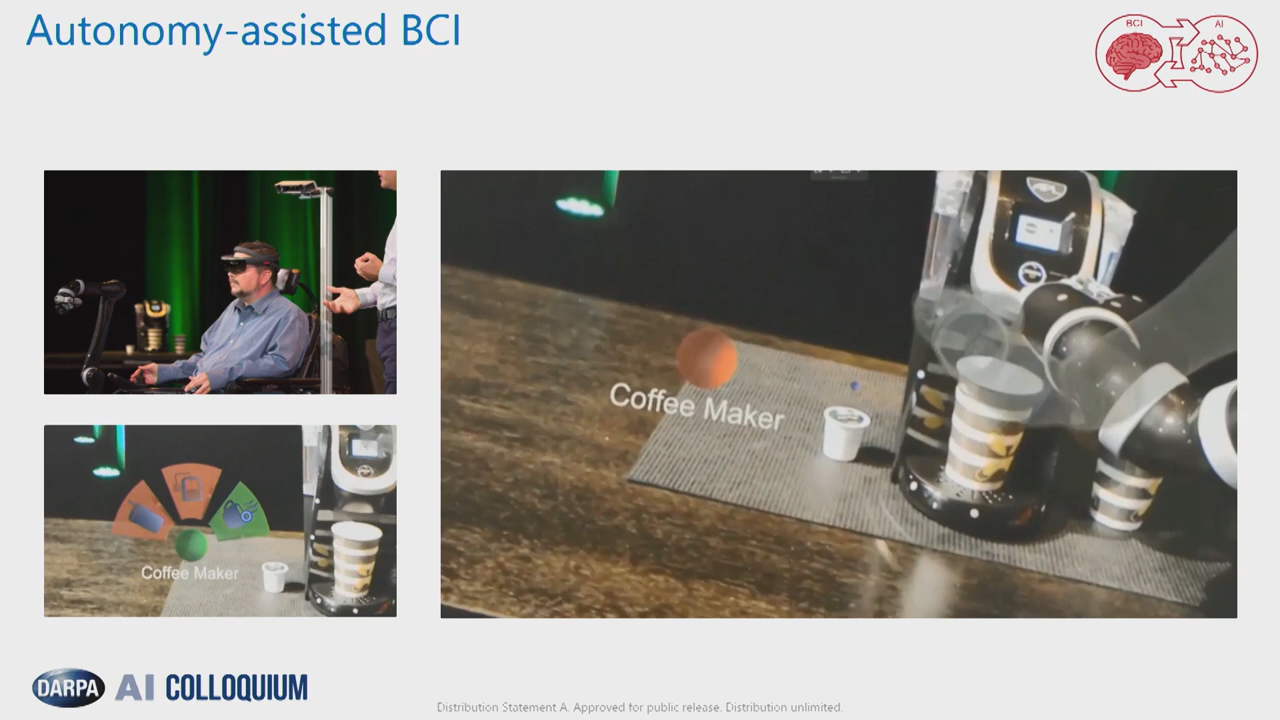 Autonomy-assisted BCI
BCI
AI
Coffee Maker
Coffee Maker
DARPA AI COLLOQUIUM
Distribution Statement A. Approved for public release. Distribution unlimited.